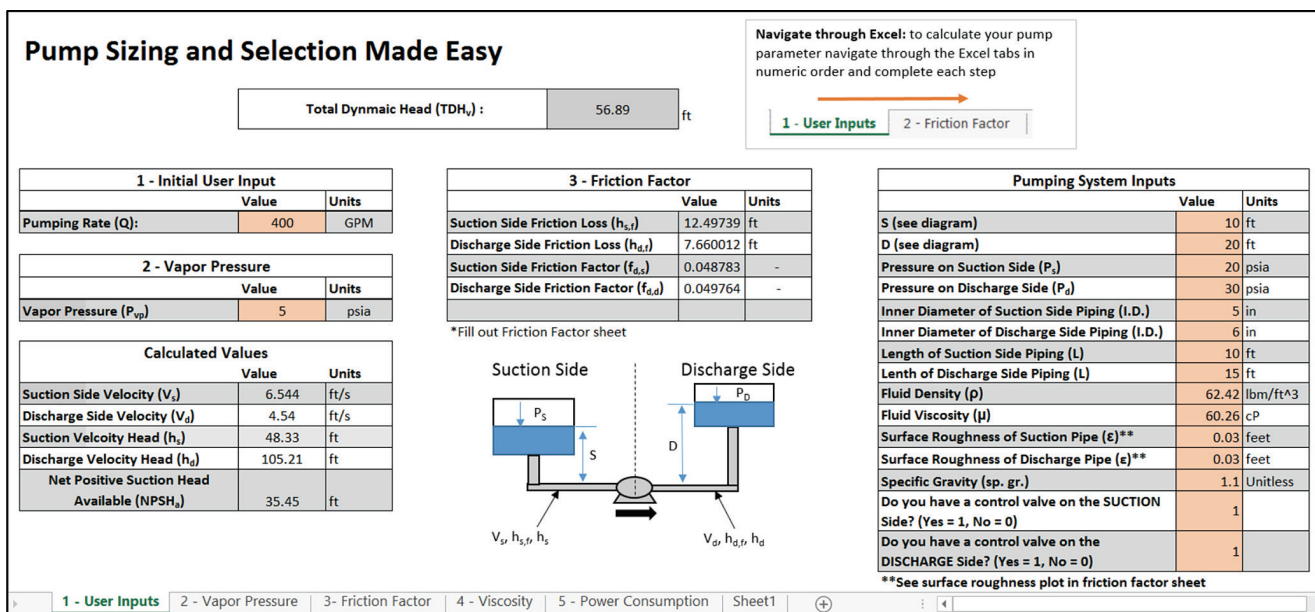 Pump Sizing and Selection Made Easy
Navigate through Excel: to calculate your pump
parameter navigate through the Excel tabs in
numeric order and complete each step
1 - User Inputs 2 - Friction Factor
Total Dynmaic Head (TDHv) : 56.89 ft
1 - Initial User Input
Value Units
Pumping Rate (Q): 400 GPM
2 - Vapor Pressure
Value Units
Vapor Pressure (Pvp) 5 psia
Calculated Values
Value Units
Suction Side Velocity (Vs) 6.544 ft/s
Discharge Side Velocity (Vd) 4.54 ft/s
Suction Velcoity Head (hs) 48.33 ft
Discharge Velocity Head (hd) 105.21 ft
Net Positive Suction Head
Available (NPSHa) 35.45 ft
3 - Friction Factor
Value Units
Suction Side Friction Loss (hs,f) 12.49739 ft
Discharge Side Friction Loss (hd,f) 7.660012 ft
Suction Side Friction Factor (fd,s) 0.048783 -
Discharge Side Friction Factor (fd,d) 0.049764 -
*Fill out Friction Factor sheet
Suction Side Discharge Side
PS PD
S D
Vs, hs,f, hs Vd, hd,f, hd
Pumping System Inputs
Value Units
S (see diagram) 10 ft
D (see diagram) 20 ft
Pressure on Suction Side (Ps) 20 psia
Pressure on Discharge Side (Pd) 30 psia
Inner Diameter of Suction Side Piping (I.D.) 5 in
Inner Diameter of Discharge Side Piping (I.D.) 6 in
Length of Suction Side Piping (L) 10 ft
Lenth of Discharge Side Piping (L) 15 ft
Fluid Density (ρ) 62.42 lbm/ft^3
Fluid Viscosity (μ) 60.26 cP
Surface Roughness of Suction Pipe (ε)** 0.03 feet
Surface Roughness of Discharge Pipe (ε)** 0.03 feet
Specific Gravity (sp. gr.) 1.1 Unitless
Do you have a control valve on the SUCTION
Side? (Yes = 1, No = 0) 1
Do you have a control valve on the
DISCHARGE Side? (Yes = 1, No = 0) 1
**See surface roughness plot in friction factor sheet
1 - User Inputs 2 - Vapor Pressure 3- Friction Factor 4 - Viscosity 5 - Power Consumption Sheet1